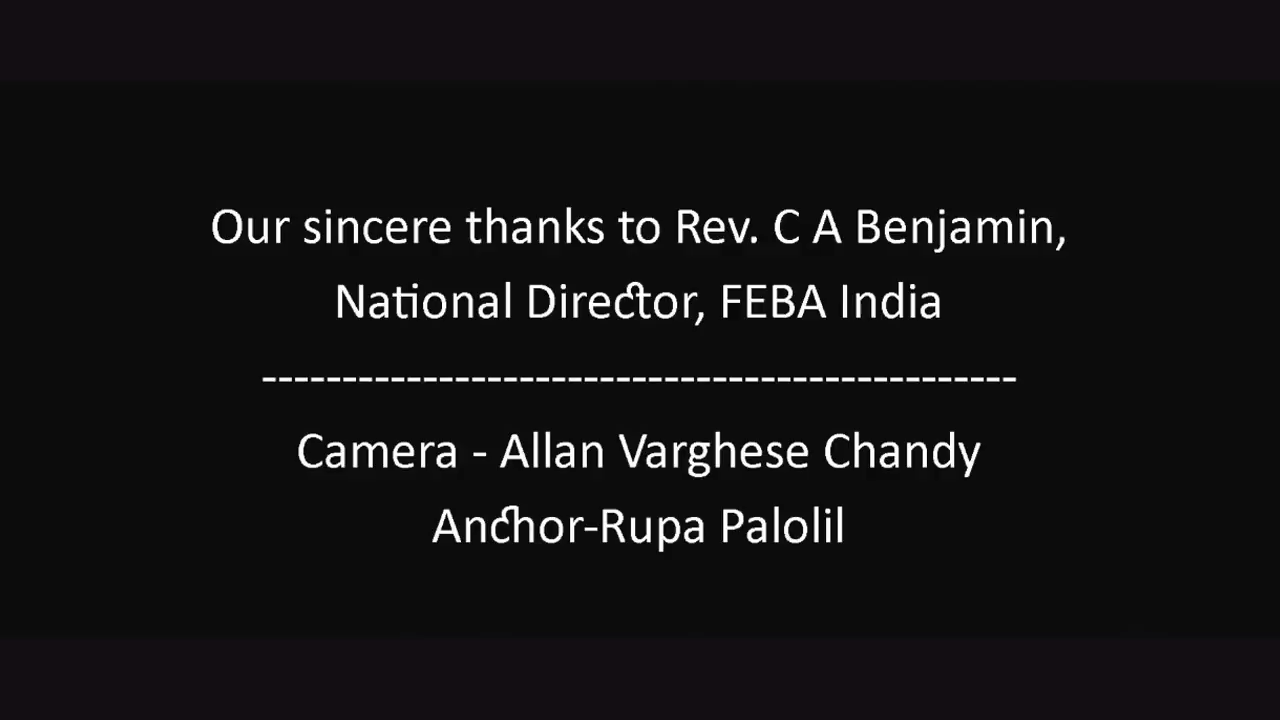 Our sincere thanks to Rev. C A Benjamin,
National Director, FEBA India
-----------------------------------------------
Camera - Allan Varghese Chandy
Anchor-Rupa Palolil